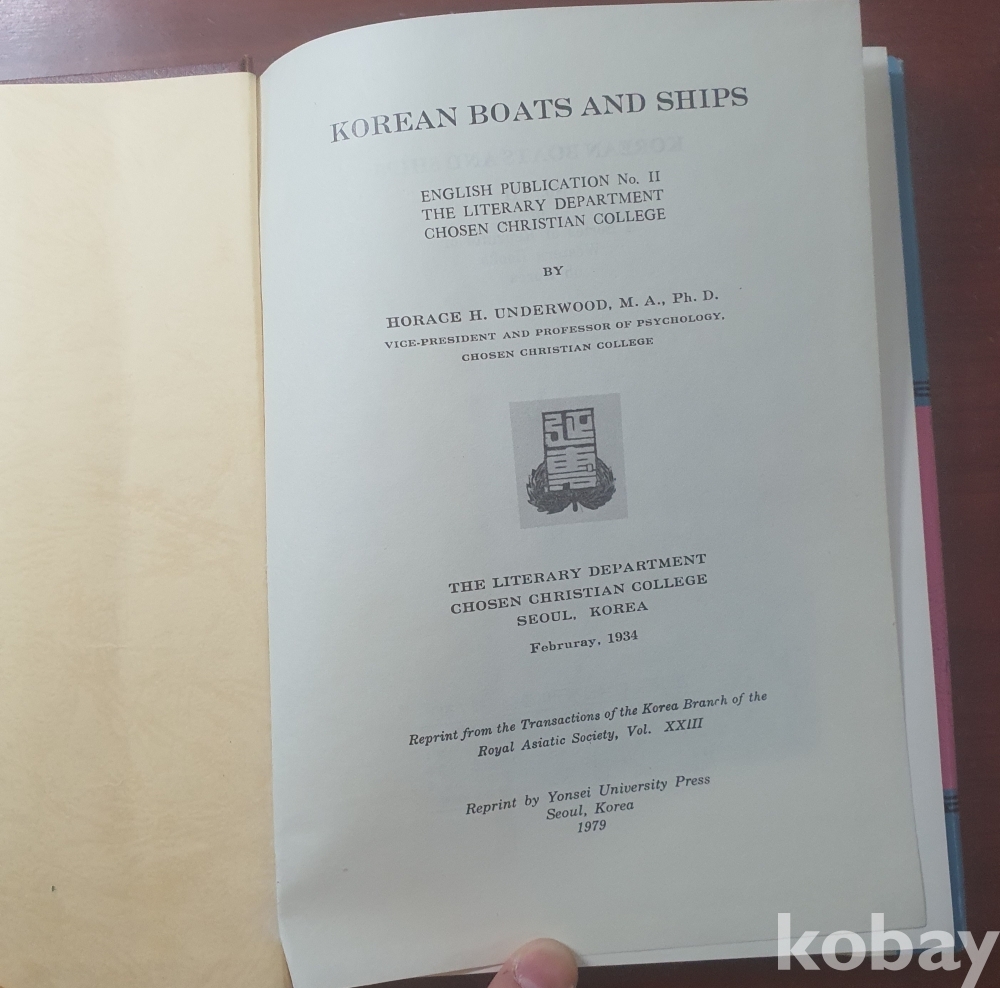 KOREAN BOATS AND SHIPS
ENGLISH PUBLICATION No. II
THE LITERARY DEPARTMENT
CHOSEN CHRISTIAN COLLEGE
BY
HORACE H. UNDERWOOD, M. A., Ph. D.
VICE-PRESIDENT AND PROFESSOR OF PSYCHOLOGY,
CHOSEN CHRISTIAN COLLEGE
延
專
THE LITERARY DEPARTMENT
CHOSEN CHRISTIAN COLLEGE
SEOUL, KOREA
Februray, 1934
Reprint from the Transactions of the Korea Branch of the
Royal Asiatic Society, Vol. XXIII
Reprint by Yonsei University Press
Seoul, Korea
1979
kobay